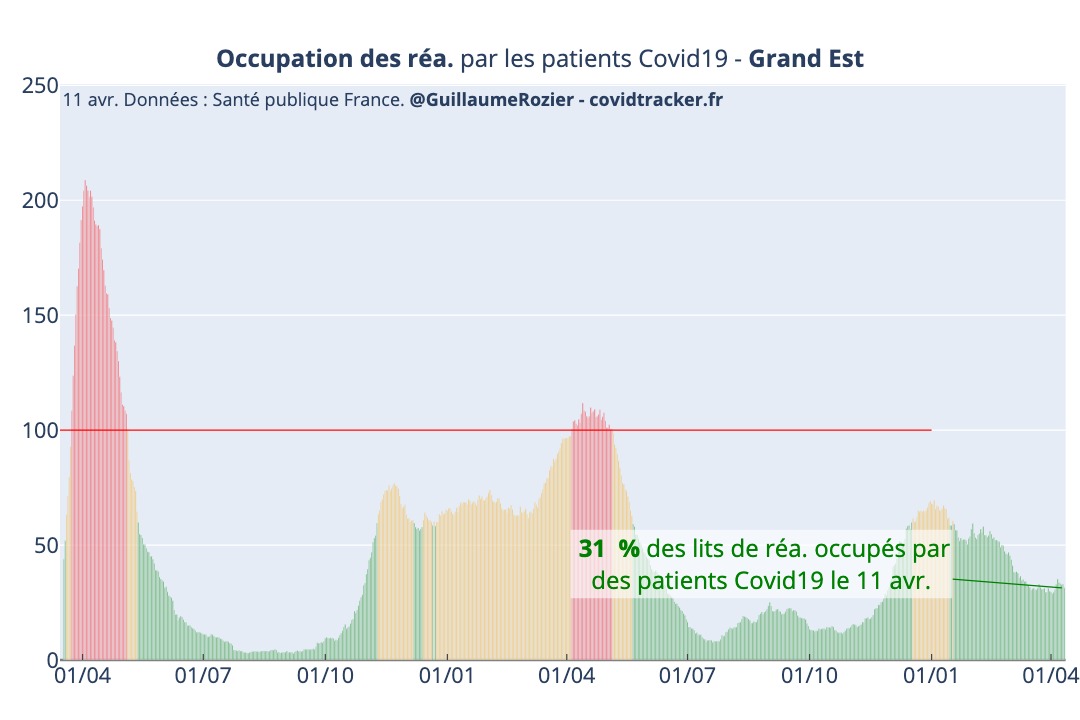 Occupation des réa. par les patients Covid19 - Grand Est
11 avr. Données : Santé publique France. @GuillaumeRozier - covidtracker.fr
250
200
150
100
50
0
31 % des lits de réa. occupés par
des patients Covid19 le 11 avr.
01/04 01/07 01/10 01/01 01/04 01/07 01/10 01/01 01/04